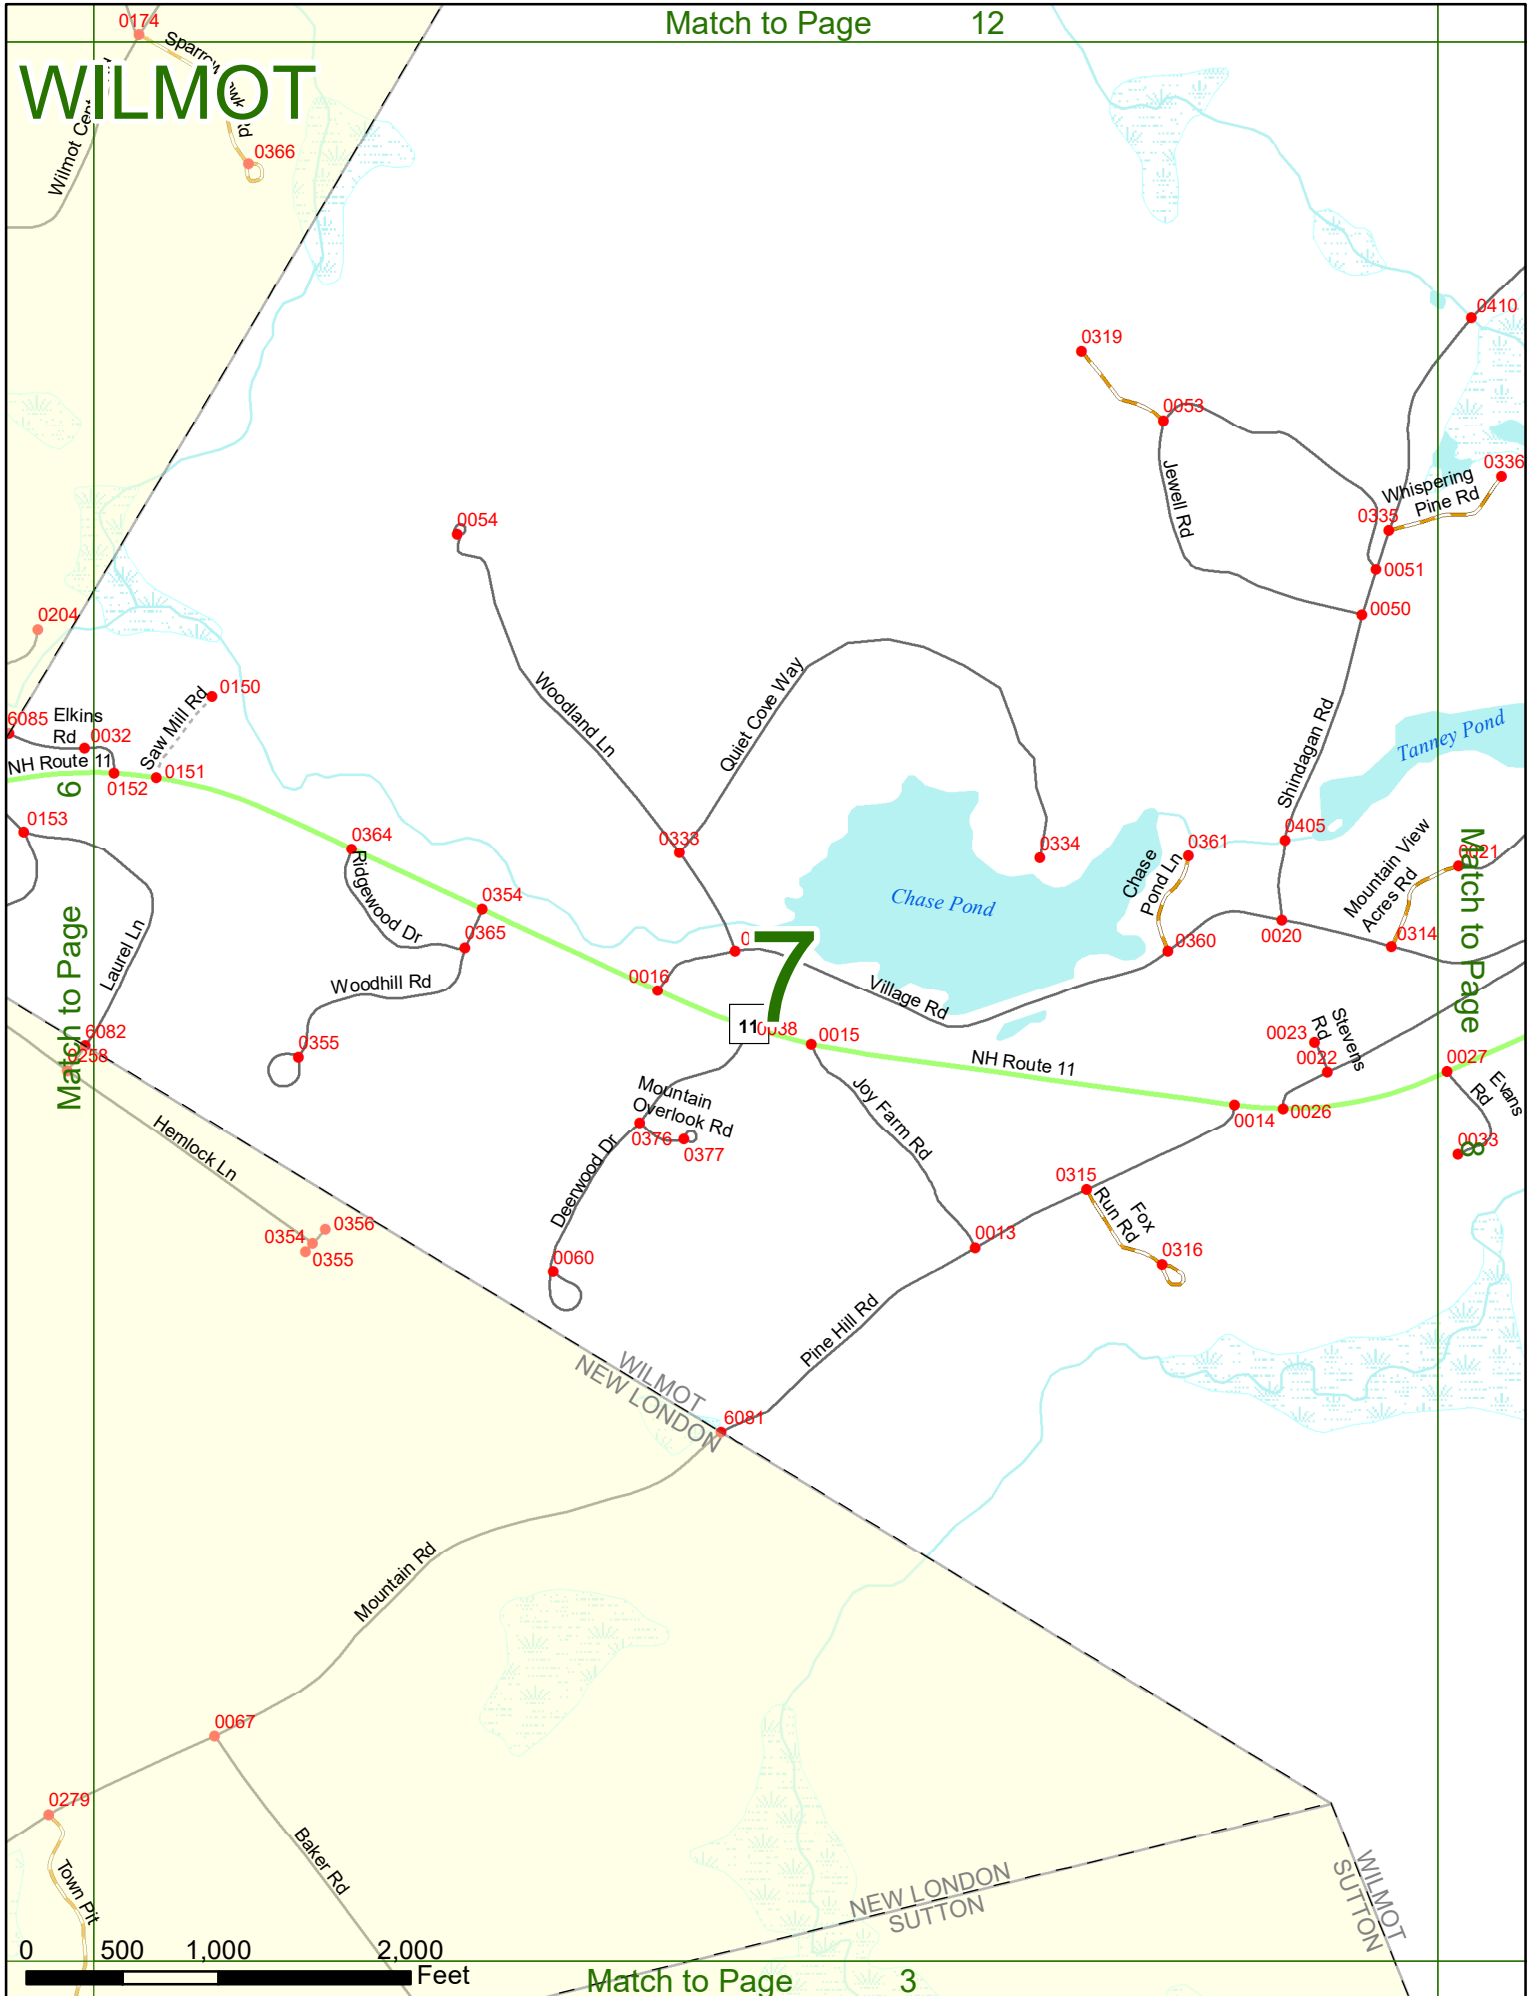 Match to Page 12
0174
Sparrow
WILMOT
0366
0410
0319
0053
0336
Whispering
Pine Rd
Jewell Rd
0335
0054
0051
0050
0204
0150
Saw Mill Rd
Woodland Ln
Quiet Cove Way
Shindagan Rd
Tanney Pond
6085
Elkins
Rd
0032
NH Route 11
0151
0152
6
Match to Page
0153
0364
Ridgewood Dr
0338
0334
0361
0405
Mountain View
Acres Rd
0021
Match to Page
8
Chase
Pond Ln
Chase Pond
0354
0365
Laurel Ln
Woodhill Rd
0016
7
0360
0020
0314
Village Rd
11
0038
0015
NH Route 11
6082
0258
0355
Stevens
Rd
0023
0022
0027
Evans
Rd
Mountain
Overlook Rd
Joy Farm Rd
0014
0026
0376
0377
0033
Hemlock Ln
Deerwood Dr
0315
Fox
Run Rd
0356
0354
0355
0013
0316
0060
Pine Hill Rd
WILMOT
NEW LONDON
6081
Mountain Rd
0067
0279
Town Pit
Baker Rd
NEW LONDON
SUTTON
WILMOT
SUTTON
0 500 1,000 2,000
Feet
Match to Page 3